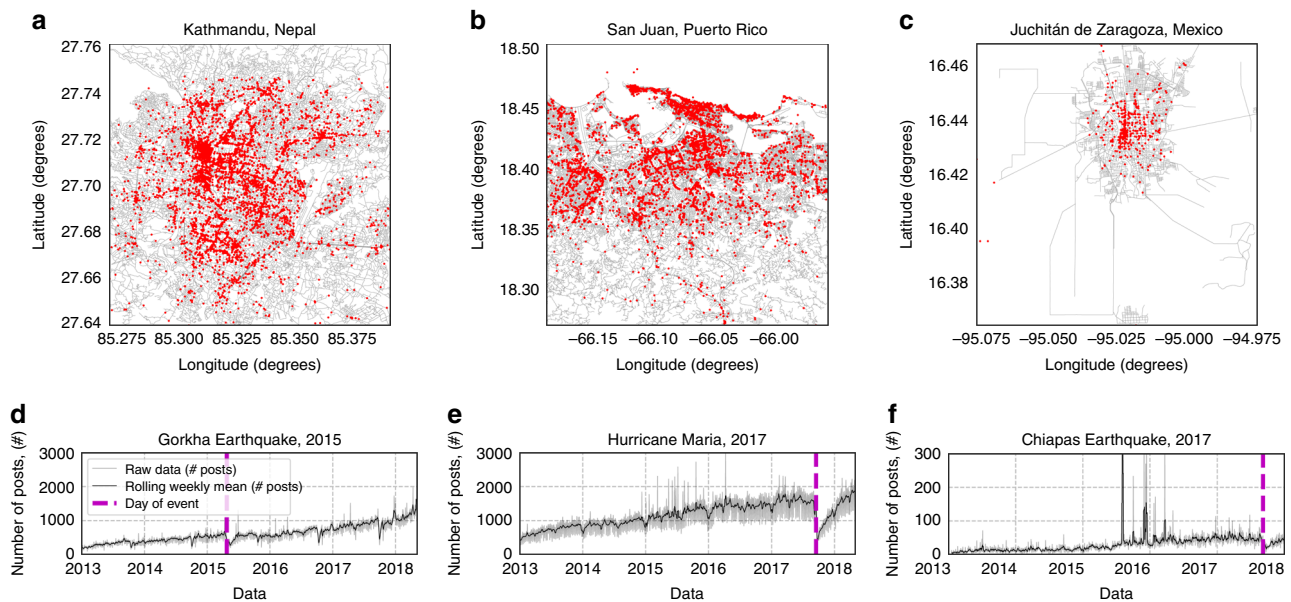 a
Kathmandu, Nepal
27.76
27.74
27.72
27.70
27.68
27.66
27.64
Latitude (degrees)
85.275 85.300 85.325 85.350 85.375
Longitude (degrees)
b
San Juan, Puerto Rico
18.50
18.45
18.40
18.35
18.30
Latitude (degrees)
−66.15 −66.10 −66.05 −66.00
Longitude (degrees)
c
Juchitán de Zaragoza, Mexico
16.46
16.44
16.42
16.40
16.38
Latitude (degrees)
−95.075 −95.050 −95.025 −95.000 −94.975
Longitude (degrees)
d
Gorkha Earthquake, 2015
Number of posts, (#)
3000
2000
1000
0
Raw data (# posts)
Rolling weekly mean (# posts)
Day of event
2013 2014 2015 2016 2017 2018
Data
e
Hurricane Maria, 2017
Number of posts, (#)
3000
2000
1000
0
2013 2014 2015 2016 2017 2018
Data
f
Chiapas Earthquake, 2017
Number of posts, (#)
300
200
100
0
2013 2014 2015 2016 2017 2018
Data